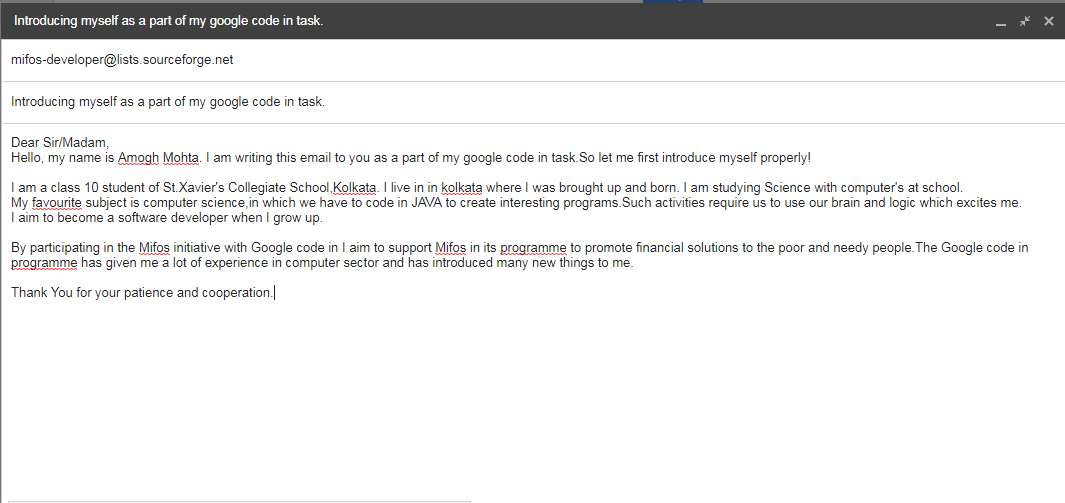 Introducing myself as a part of my google code in task.
mifos-developer@lists.sourceforge.net
Introducing myself as a part of my google code in task.
Dear Sir/Madam,
Hello, my name is Amogh Mohta. I am writing this email to you as a part of my google code in task.So let me first introduce myself properly!
I am a class 10 student of St.Xavier's Collegiate School,Kolkata. I live in in kolkata where I was brought up and born. I am studying Science with computer's at school.
My favourite subject is computer science,in which we have to code in JAVA to create interesting programs.Such activities require us to use our brain and logic which excites me.
I aim to become a software developer when I grow up.
By participating in the Mifos initiative with Google code in I aim to support Mifos in its programme to promote financial solutions to the poor and needy people.The Google code in
programme has given me a lot of experience in computer sector and has introduced many new things to me.
Thank You for your patience and cooperation.